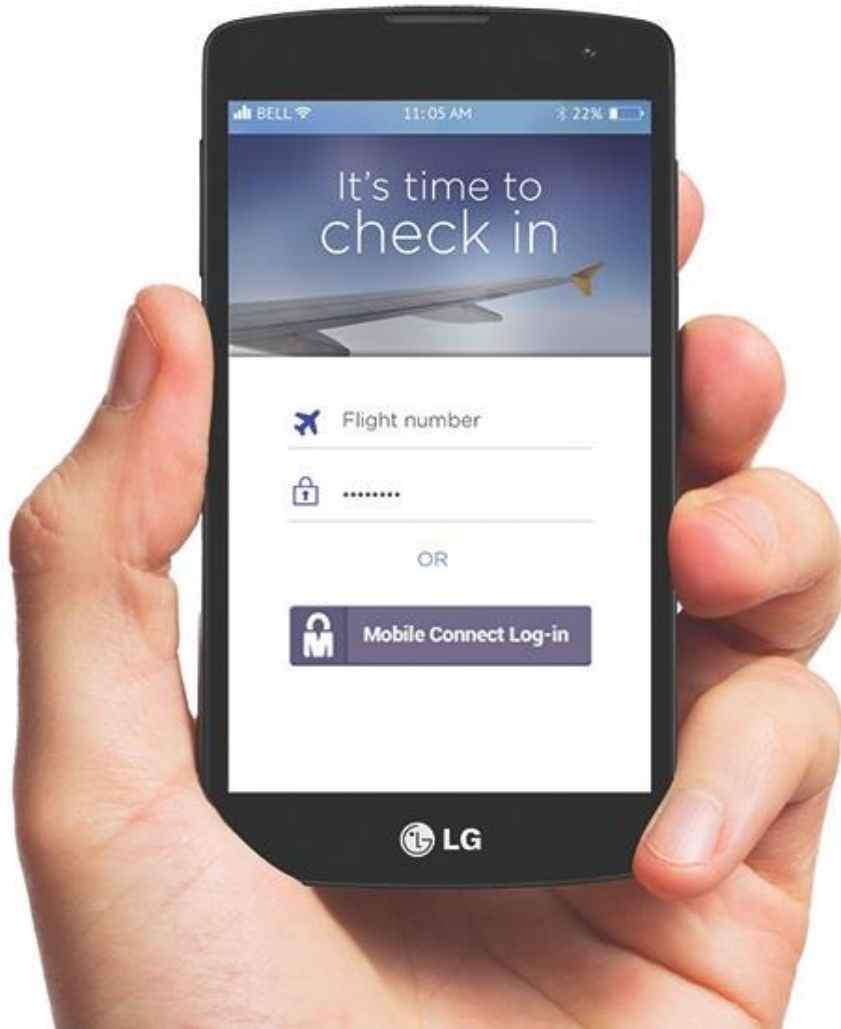 BELL 11:05 AM 22%
It's time to
check in
Flight number
........
OR
Mobile Connect Log-in
LG